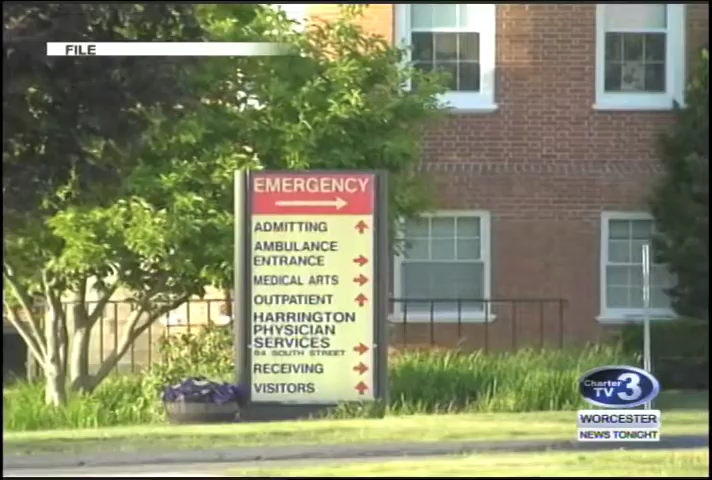 FILE
EMERGENCY
ADMITTING
AMBULANCE
ENTRANCE
MEDICAL ARTS
OUTPATIENT
HARRINGTON
PHYSICIAN
SERVICES
94 SOUTH STREET
RECEIVING
VISITORS
Charter
TV 3
WORCESTER
NEWS TONIGHT